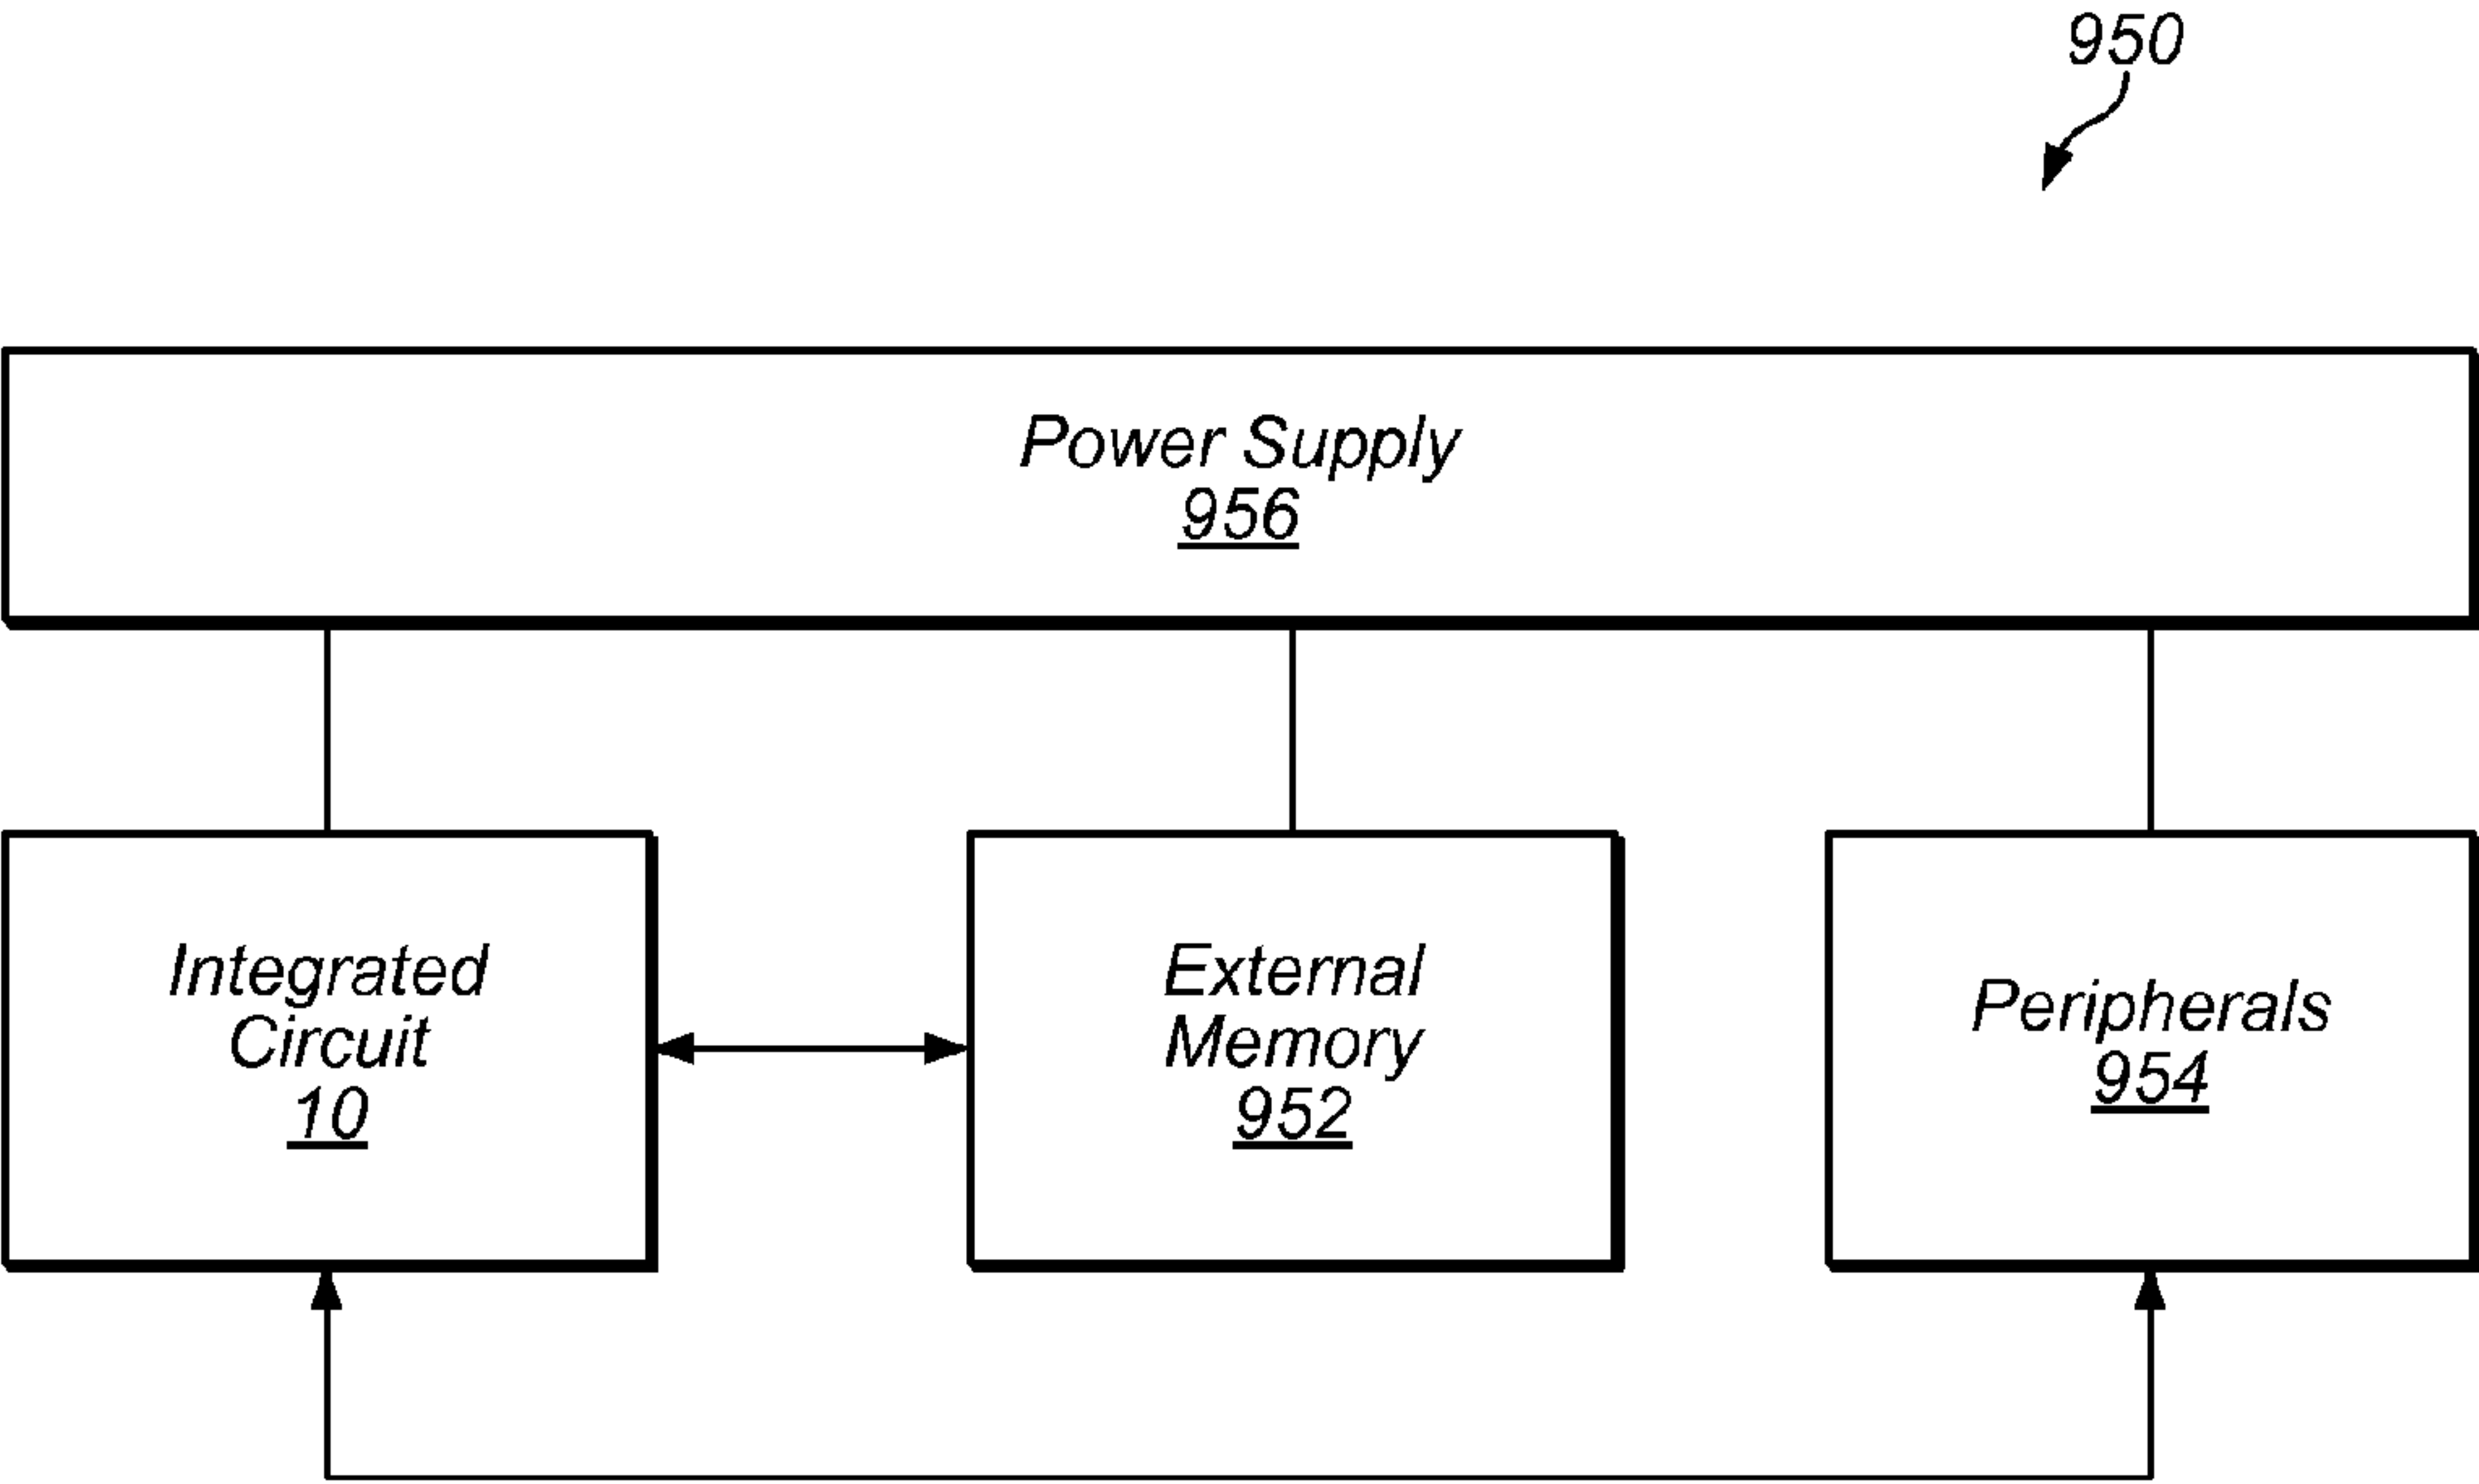 950
Power Supply
956
Integrated
Circuit
10
External
Memory
952
Peripherals
954